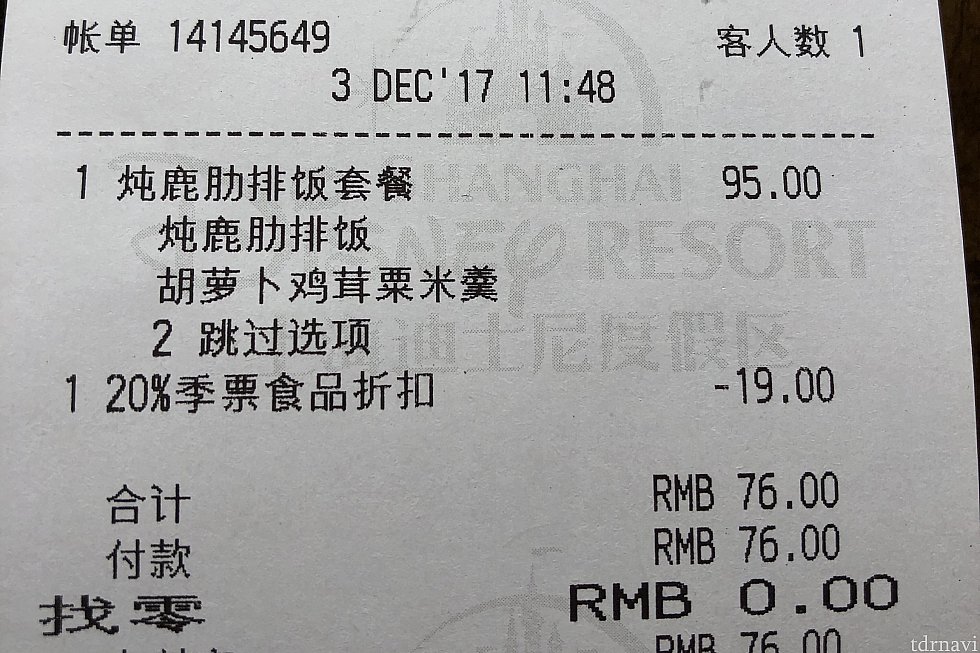 帐单 14145649 客人数 1
3 DEC'17 11:48
SHANGHAI
1 炖鹿肋排饭套餐 95.00
炖鹿肋排饭
DISNEY RESORT
胡萝卜鸡茸粟米羹
2 跳过选项
迪士尼度假区
1 20%季票食品折扣 -19.00
合计 RMB 76.00
付款 RMB 76.00
找零 RMB 0.00
RMB 76.00
tdrnavi